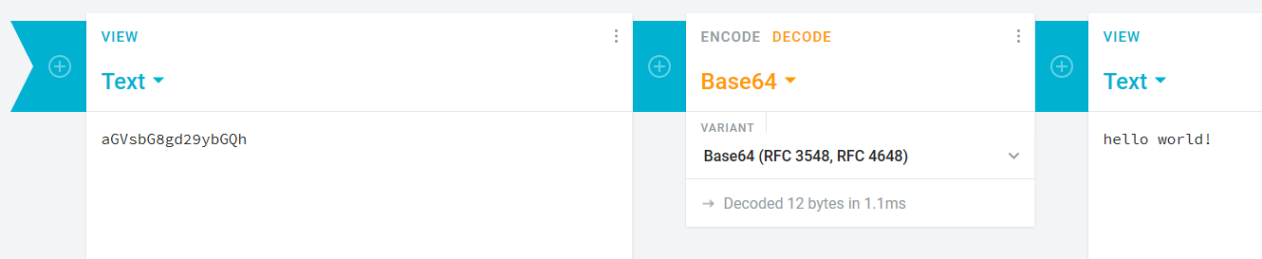 VIEW
Text
aGVsbG8gd29ybGQh
ENCODE DECODE
Base64
VARIANT
Base64 (RFC 3548, RFC 4648)
→ Decoded 12 bytes in 1.1ms
VIEW
Text
hello world!